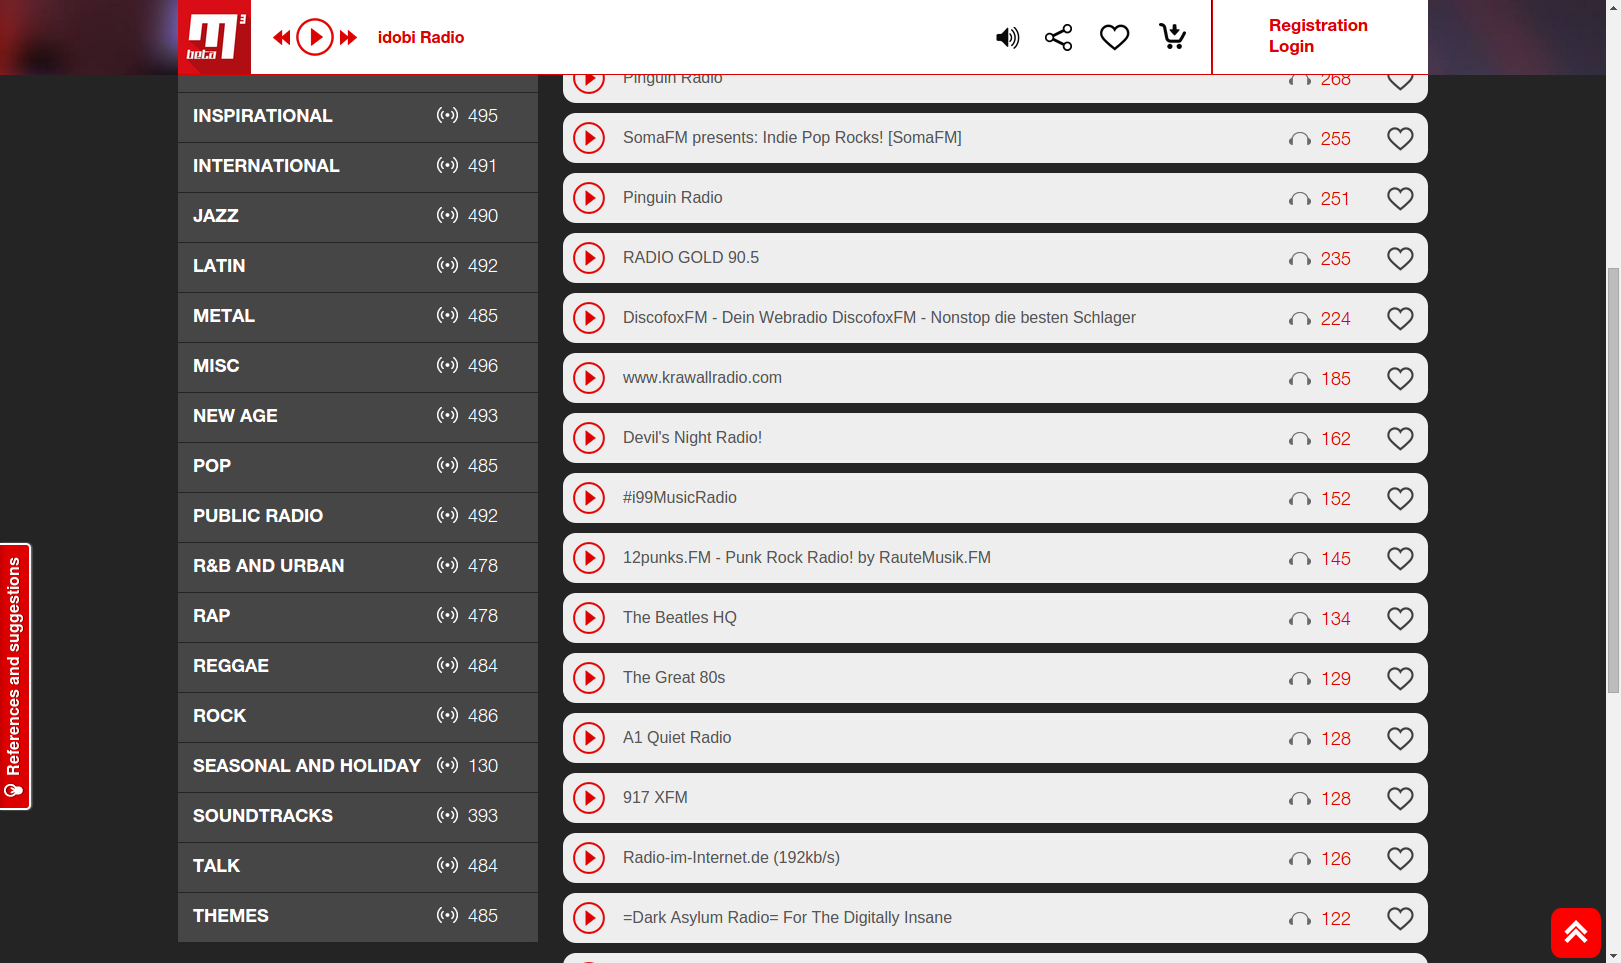 M3
beta
idobi Radio
Registration
Login
INSPIRATIONAL 495
INTERNATIONAL 491
JAZZ 490
LATIN 492
METAL 485
MISC 496
NEW AGE 493
POP 485
PUBLIC RADIO 492
R&B AND URBAN 478
RAP 478
REGGAE 484
ROCK 486
SEASONAL AND HOLIDAY 130
SOUNDTRACKS 393
TALK 484
THEMES 485
Pinguin Radio 268
SomaFM presents: Indie Pop Rocks! [SomaFM] 255
Pinguin Radio 251
RADIO GOLD 90.5 235
DiscofoxFM - Dein Webradio DiscofoxFM - Nonstop die besten Schlager 224
www.krawallradio.com 185
Devil's Night Radio! 162
#i99MusicRadio 152
12punks.FM - Punk Rock Radio! by RauteMusik.FM 145
The Beatles HQ 134
The Great 80s 129
A1 Quiet Radio 128
917 XFM 128
Radio-im-Internet.de (192kb/s) 126
=Dark Asylum Radio= For The Digitally Insane 122
References and suggestions